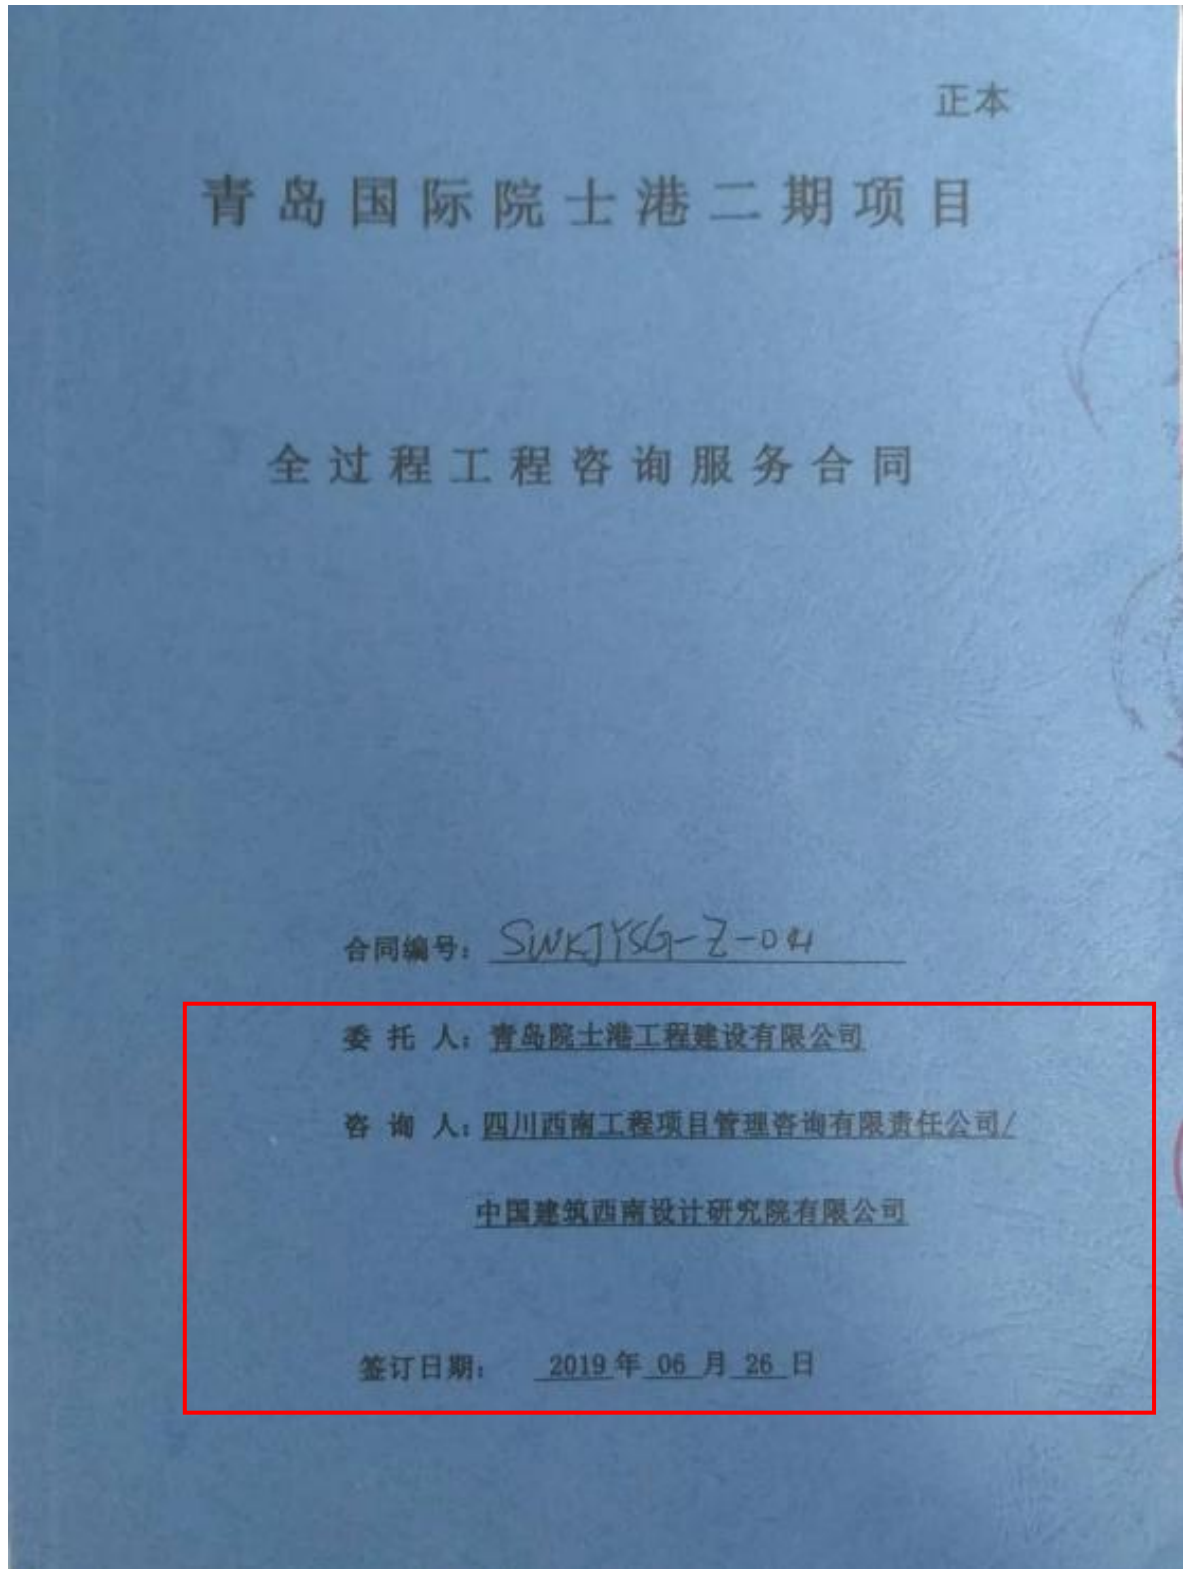 正本
青岛国际院士港二期项目
全过程工程咨询服务合同
合同编号：SWKJYSG-Z-041
委托人：青岛院士港工程建设有限公司
咨询人：四川西南工程项目管理咨询有限责任公司/
中国建筑西南设计研究院有限公司
签订日期：2019年06月26日